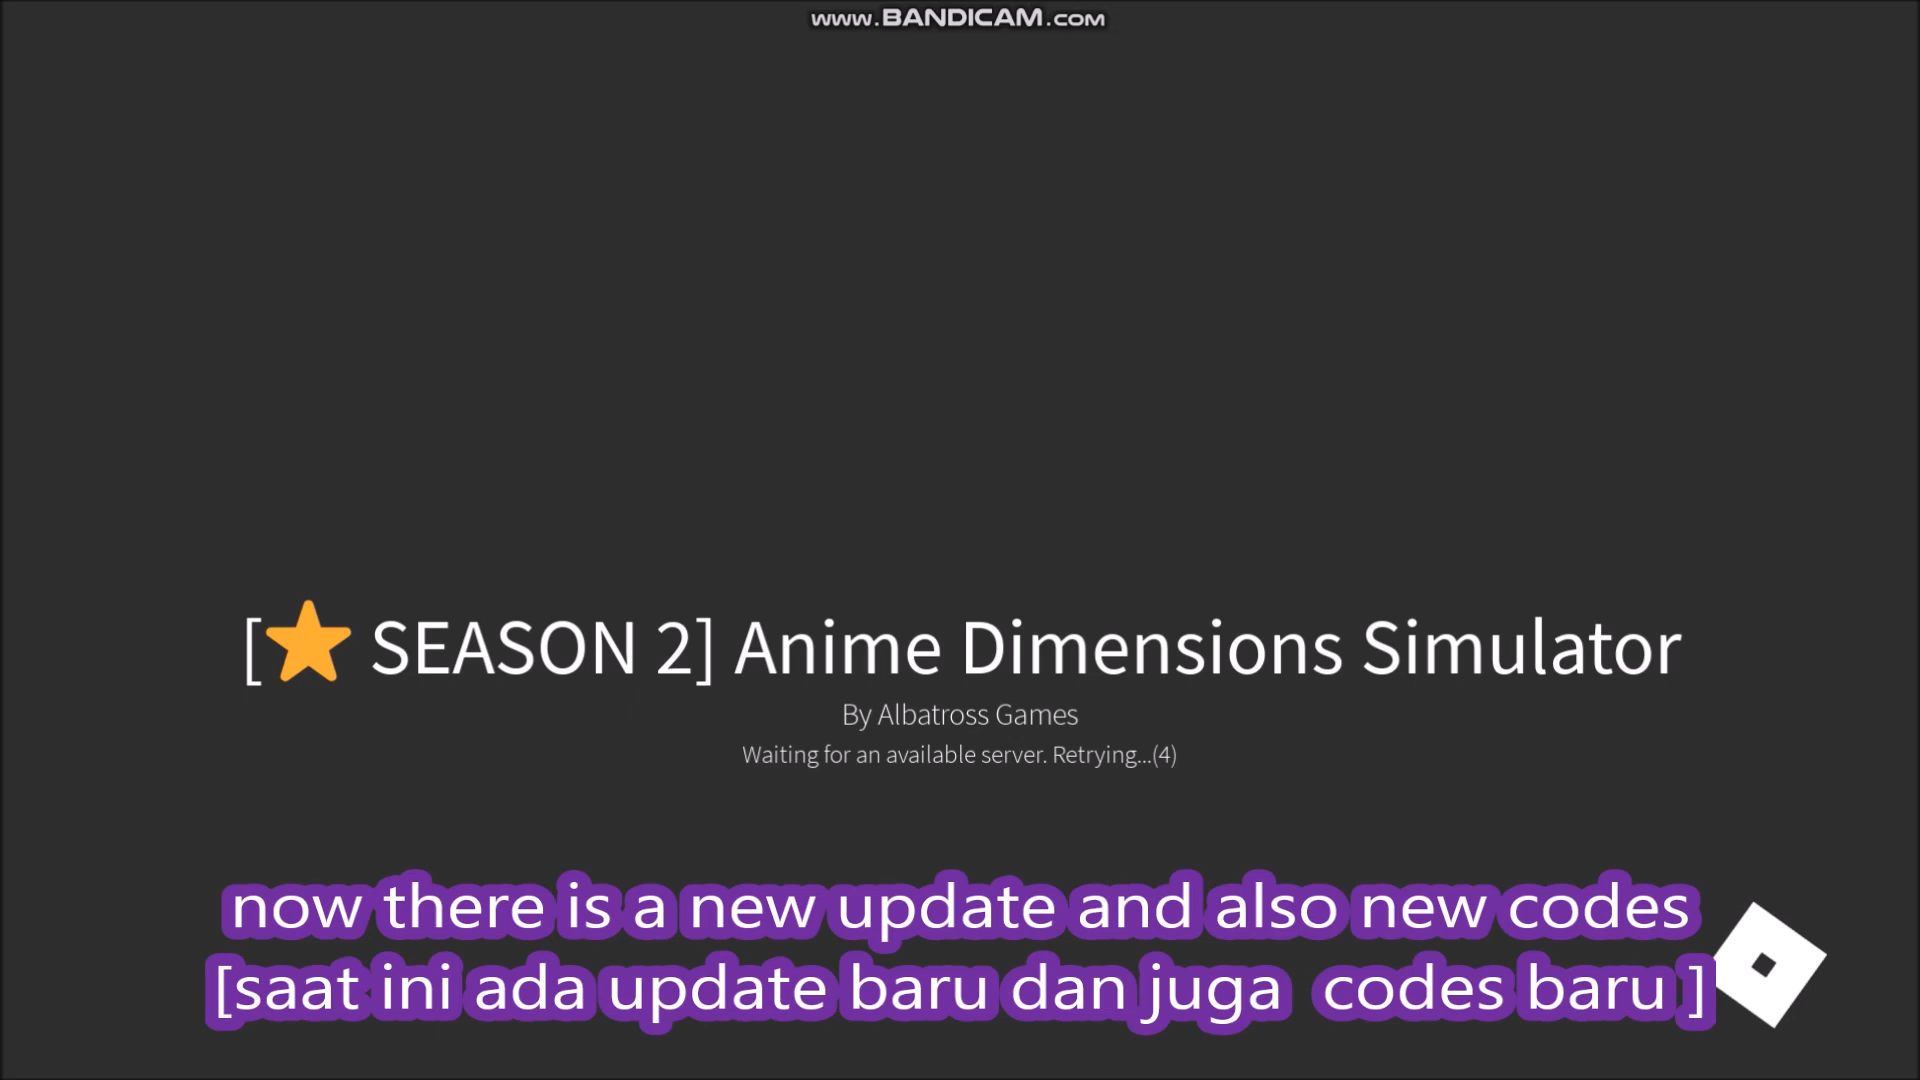 www.BANDICAM.com
[⭐ SEASON 2] Anime Dimensions Simulator
By Albatross Games
Waiting for an available server. Retrying...(4)
now there is a new update and also new codes
[saat ini ada update baru dan juga codes baru ]